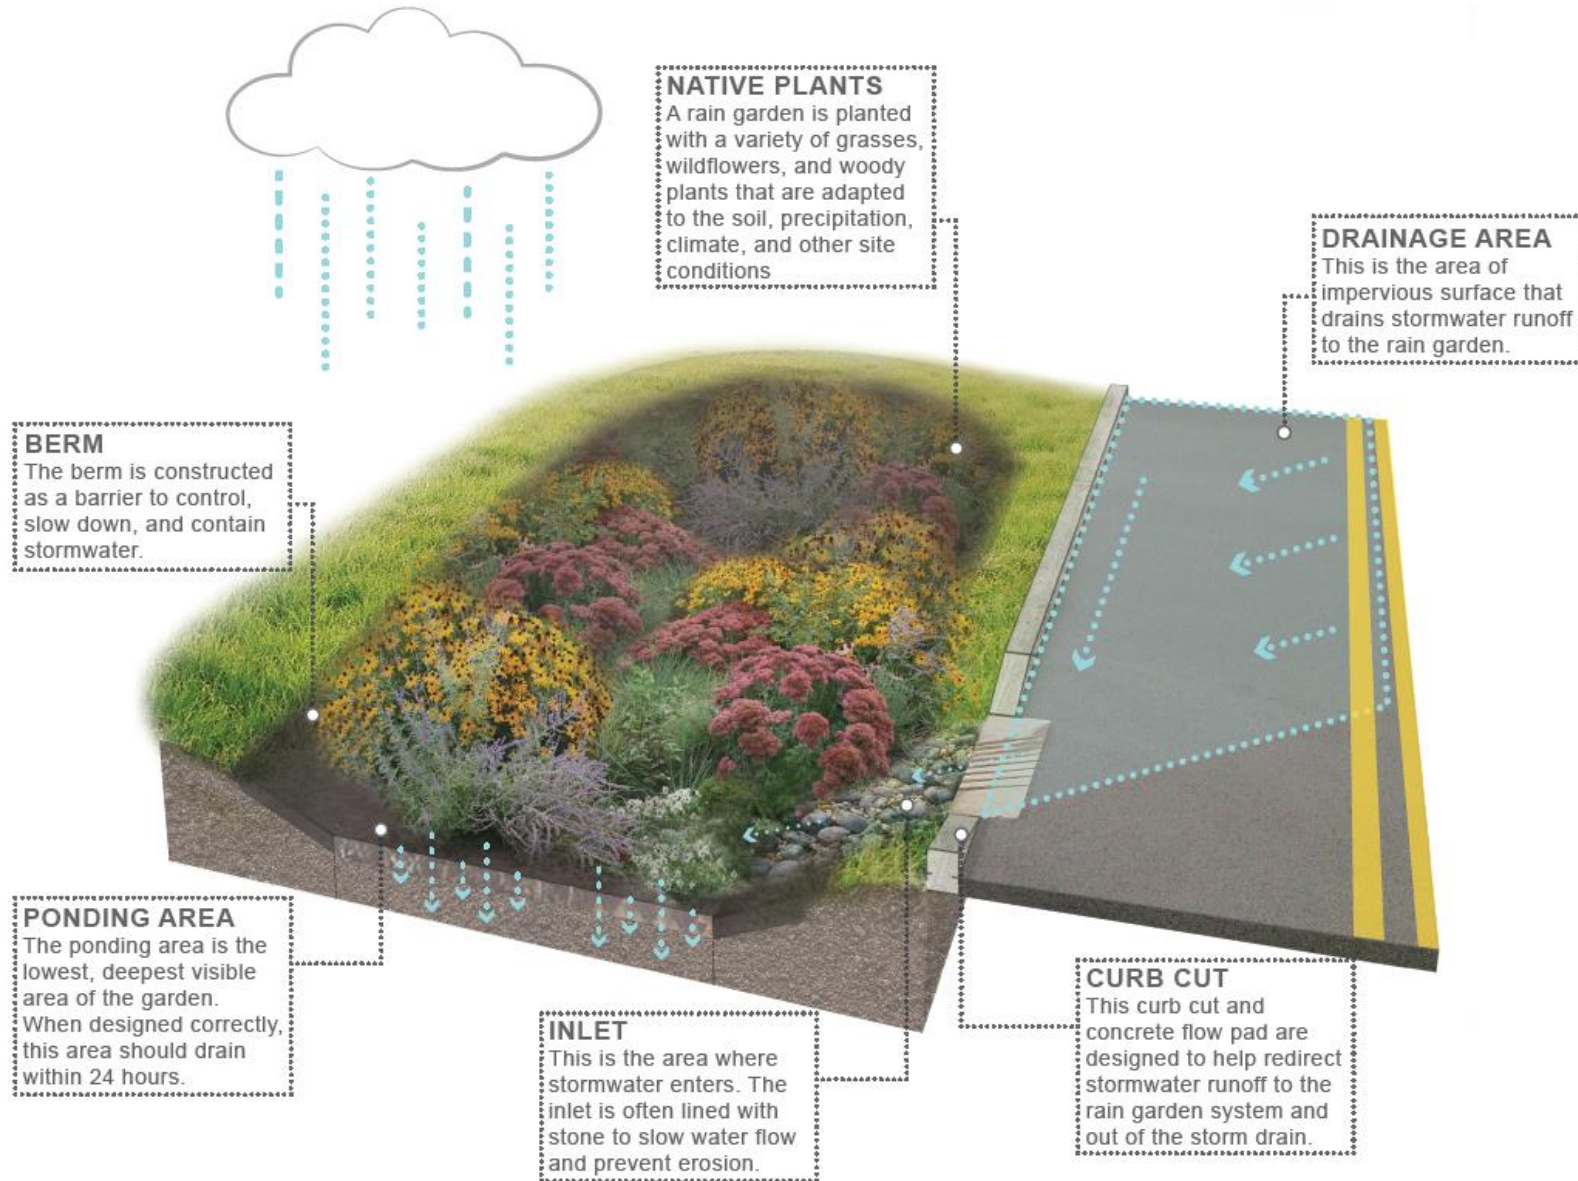 NATIVE PLANTS
A rain garden is planted
with a variety of grasses,
wildflowers, and woody
plants that are adapted
to the soil, precipitation,
climate, and other site
conditions
DRAINAGE AREA
This is the area of
impervious surface that
drains stormwater runoff
to the rain garden.
BERM
The berm is constructed
as a barrier to control,
slow down, and contain
stormwater.
PONDING AREA
The ponding area is the
lowest, deepest visible
area of the garden.
When designed correctly,
this area should drain
within 24 hours.
INLET
This is the area where
stormwater enters. The
inlet is often lined with
stone to slow water flow
and prevent erosion.
CURB CUT
This curb cut and
concrete flow pad are
designed to help redirect
stormwater runoff to the
rain garden system and
out of the storm drain.